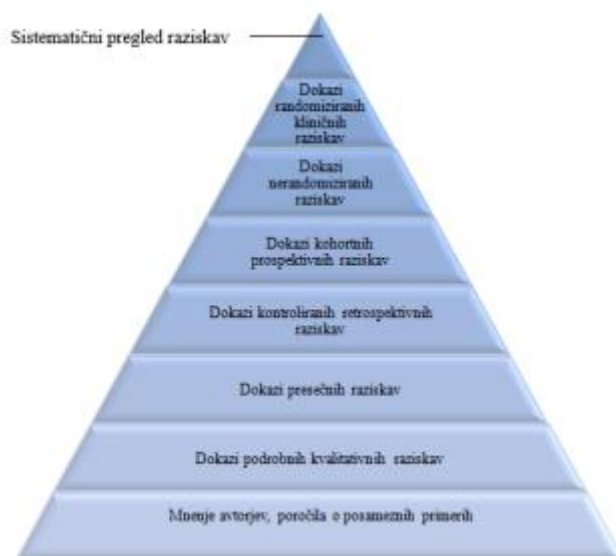 Sistematični pregled raziskav
Dokazi
randomiziranih
kliničnih
raziskav
Dokazi
nerandomiziranih
raziskav
Dokazi kohortnih
prospektivnih raziskav
Dokazi kontroliranih retrospektivnih
raziskav
Dokazi presečnih raziskav
Dokazi podrobnih kvalitativnih raziskav
Mnenje avtorjev, poročila o posameznih primerih